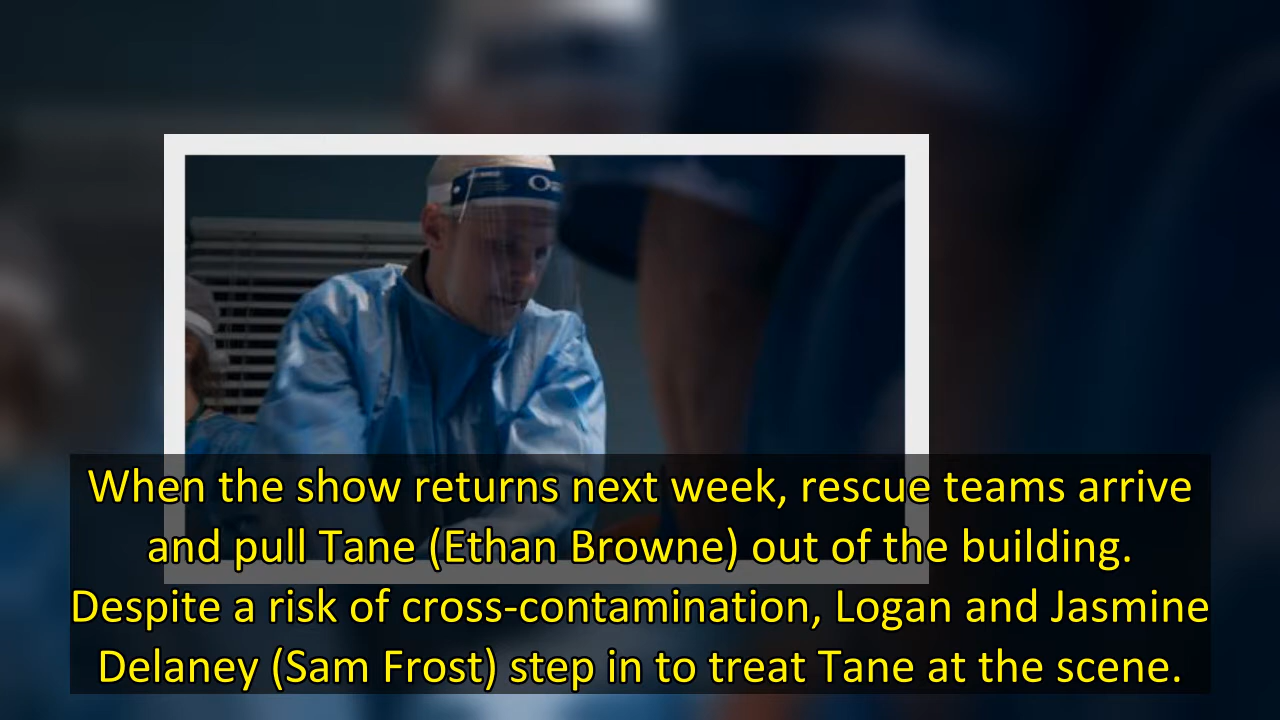 When the show returns next week, rescue teams arrive
and pull Tane (Ethan Browne) out of the building.
Despite a risk of cross-contamination, Logan and Jasmine
Delaney (Sam Frost) step in to treat Tane at the scene.